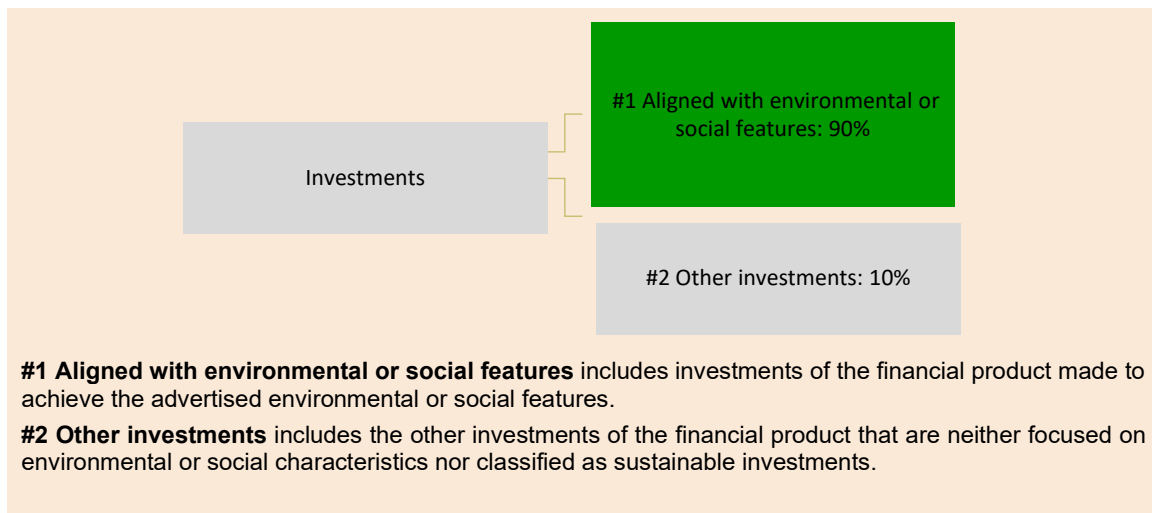 #1 Aligned with environmental or
social features: 90%
Investments
#2 Other investments: 10%
#1 Aligned with environmental or social features includes investments of the financial product made to
achieve the advertised environmental or social features.
#2 Other investments includes the other investments of the financial product that are neither focused on
environmental or social characteristics nor classified as sustainable investments.